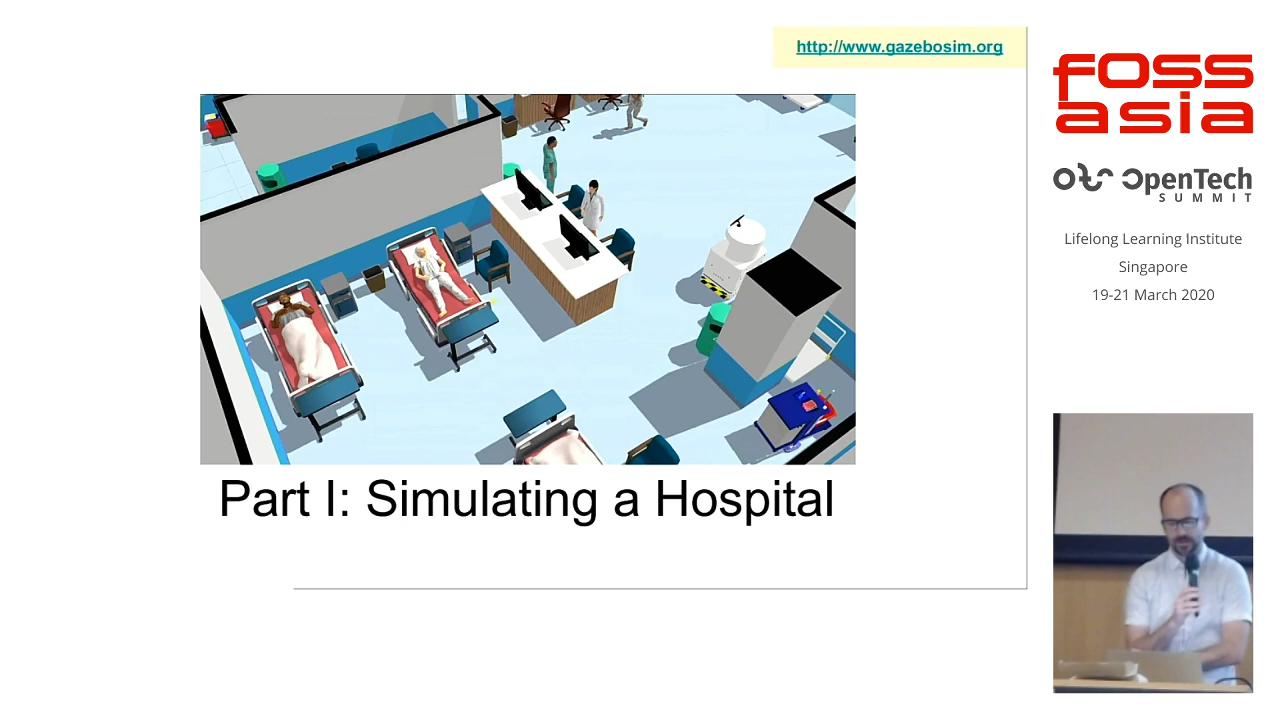 http://www.gazebosim.org
Part I: Simulating a Hospital
foss
asia
OpenTech
SUMMIT
Lifelong Learning Institute
Singapore
19-21 March 2020